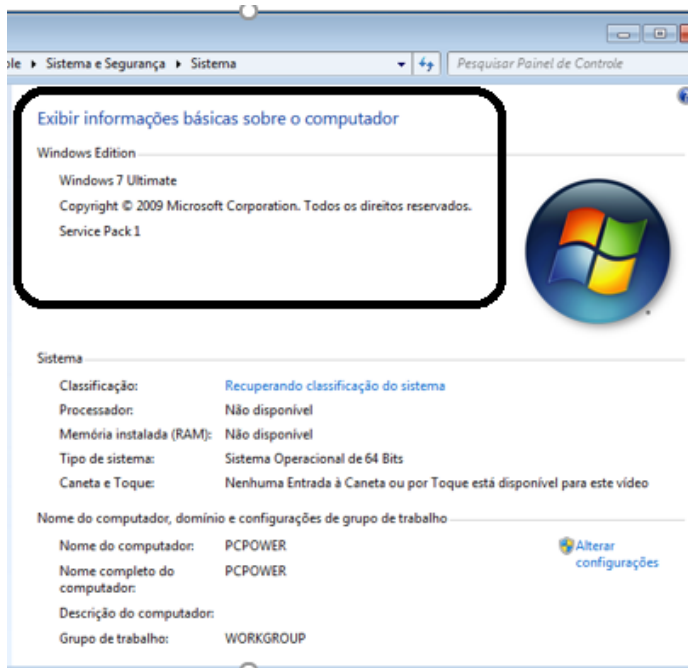 ole ▸ Sistema e Segurança ▸ Sistema
Pesquisar Painel de Controle
Exibir informações básicas sobre o computador
Windows Edition
Windows 7 Ultimate
Copyright © 2009 Microsoft Corporation. Todos os direitos reservados.
Service Pack 1
Sistema
Classificação: Recuperando classificação do sistema
Processador: Não disponível
Memória instalada (RAM): Não disponível
Tipo de sistema: Sistema Operacional de 64 Bits
Caneta e Toque: Nenhuma Entrada à Caneta ou por Toque está disponível para este vídeo
Nome do computador, domínio e configurações de grupo de trabalho
Nome do computador: PCPOWER
Alterar
configurações
Nome completo do
computador:
PCPOWER
Descrição do computador:
Grupo de trabalho: WORKGROUP